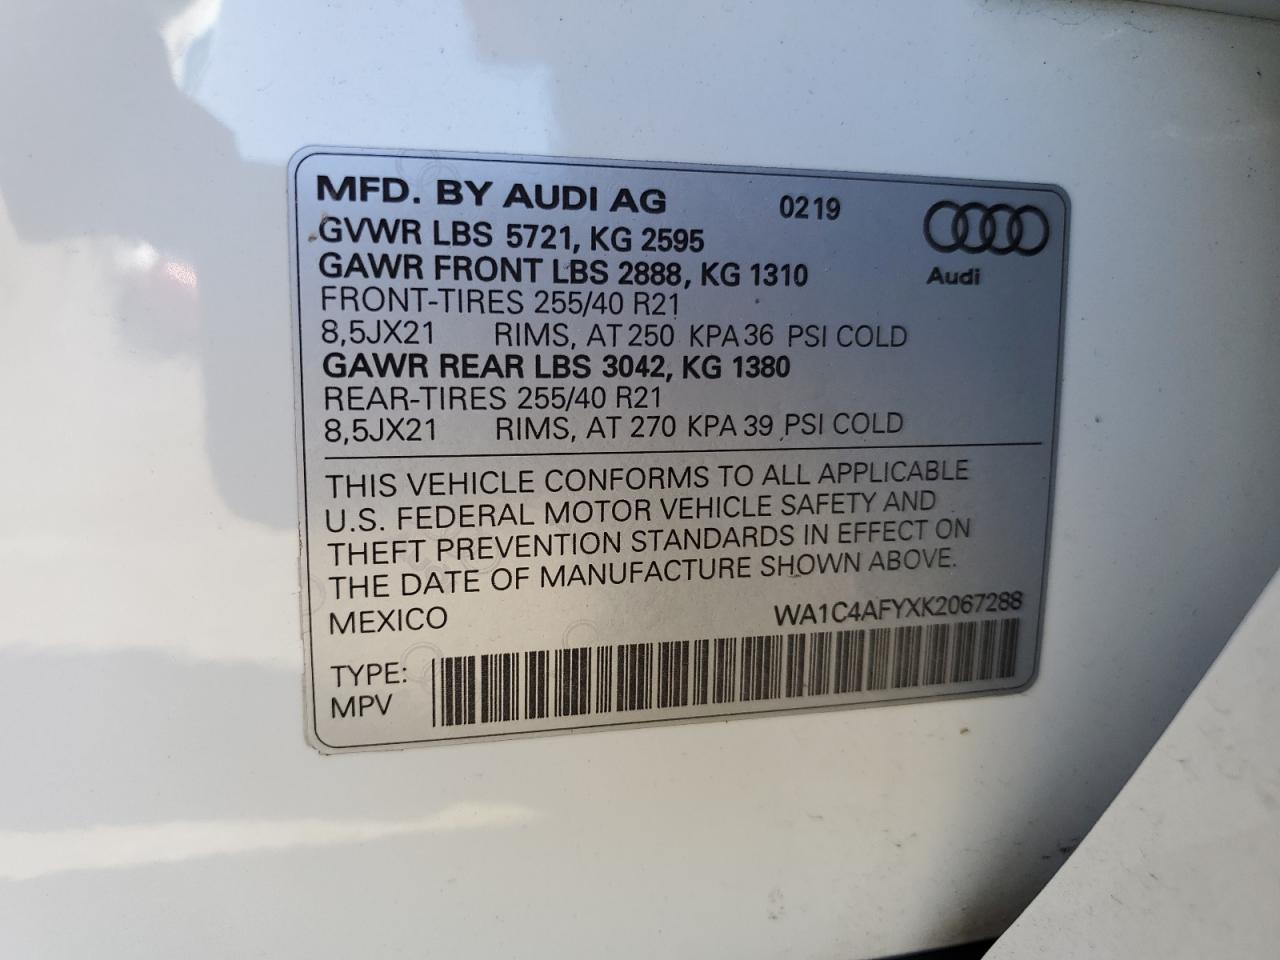 MFD. BY AUDI AG 0219
Audi
GVWR LBS 5721, KG 2595
GAWR FRONT LBS 2888, KG 1310
FRONT-TIRES 255/40 R21
8,5JX21 RIMS, AT 250 KPA 36 PSI COLD
GAWR REAR LBS 3042, KG 1380
REAR-TIRES 255/40 R21
8,5JX21 RIMS, AT 270 KPA 39 PSI COLD
THIS VEHICLE CONFORMS TO ALL APPLICABLE
U.S. FEDERAL MOTOR VEHICLE SAFETY AND
THEFT PREVENTION STANDARDS IN EFFECT ON
THE DATE OF MANUFACTURE SHOWN ABOVE.
MEXICO WA1C4AFYXK2067288
TYPE:
MPV